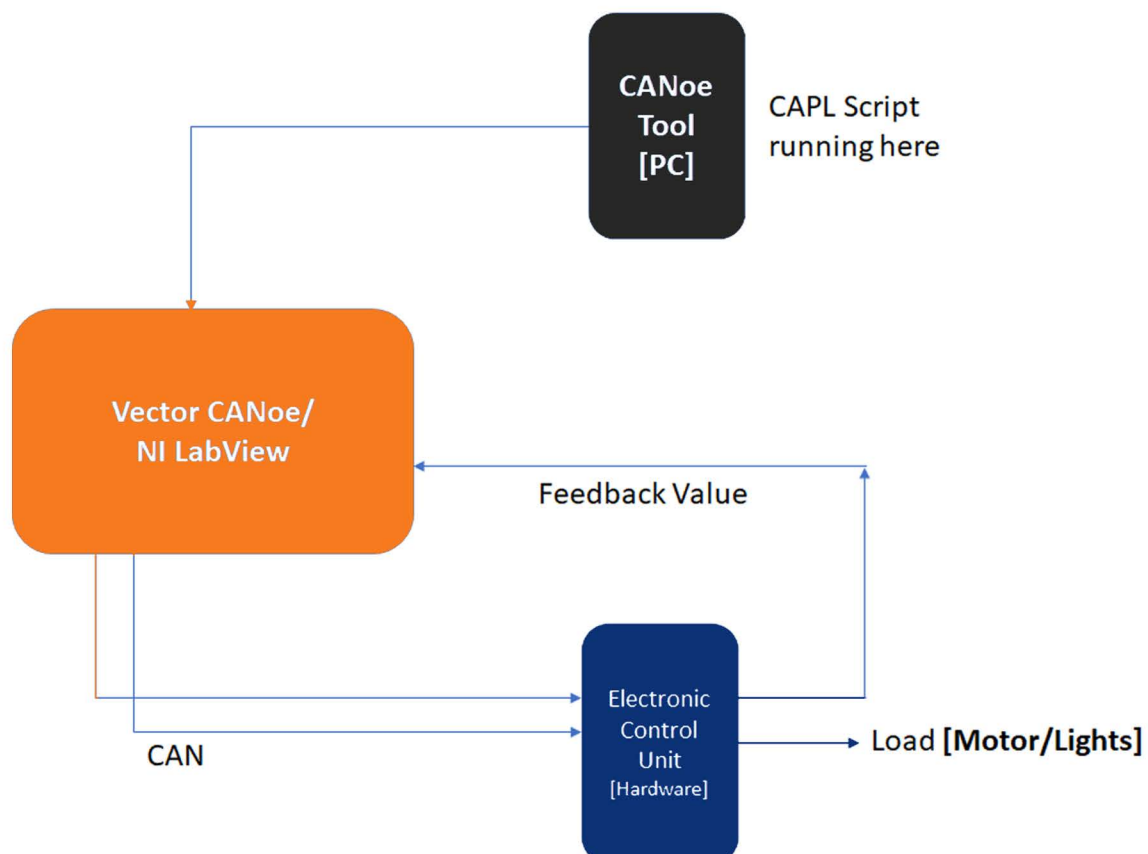 CANoe
Tool
[PC]
CAPL Script
running here
Vector CANoe/
NI LabView
Feedback Value
Electronic
Control
Unit
[Hardware]
CAN
Load [Motor/Lights]